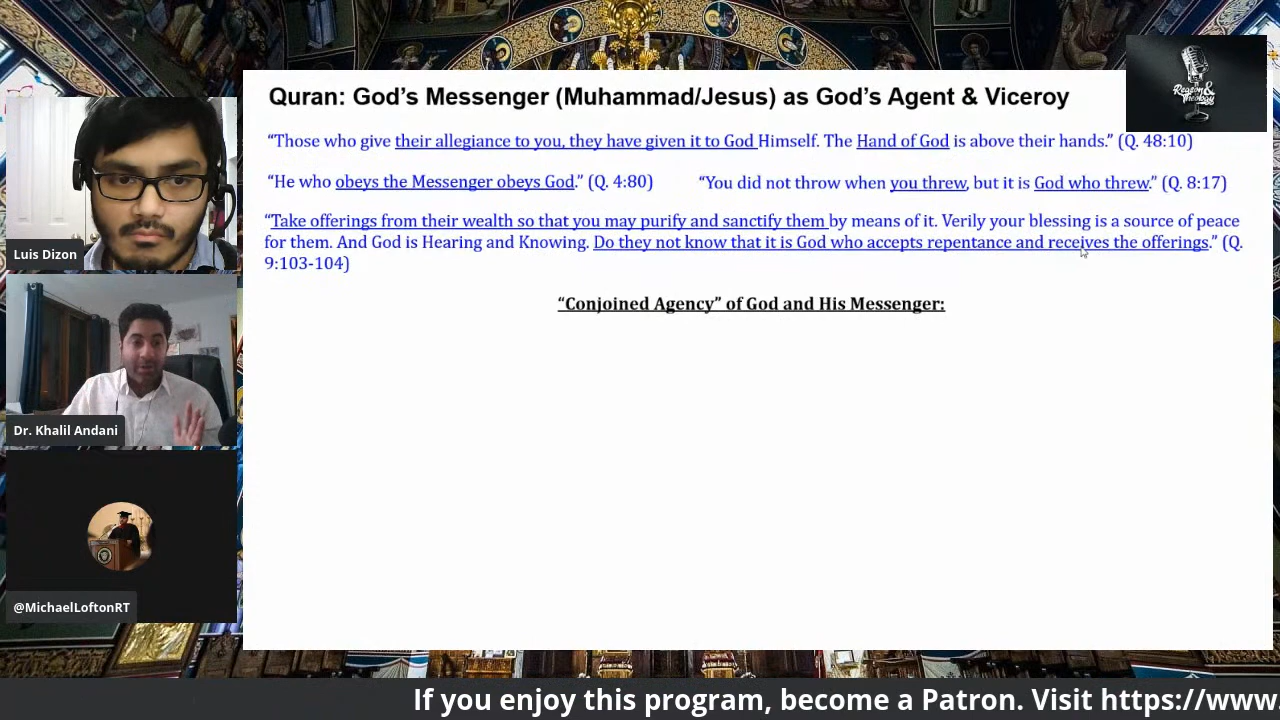 Quran: God’s Messenger (Muhammad/Jesus) as God’s Agent & Viceroy
“Those who give their allegiance to you, they have given it to God Himself. The Hand of God is above their hands.” (Q. 48:10)
“He who obeys the Messenger obeys God.” (Q. 4:80)
“You did not throw when you threw, but it is God who threw.” (Q. 8:17)
“Take offerings from their wealth so that you may purify and sanctify them by means of it. Verily your blessing is a source of peace
for them. And God is Hearing and Knowing. Do they not know that it is God who accepts repentance and receives the offerings.” (Q.
9:103-104)
“Conjoined Agency” of God and His Messenger:
Reason &
Theology
Luis Dizon
Dr. Khalil Andani
@MichaelLoftonRT
If you enjoy this program, become a Patron. Visit https://www.